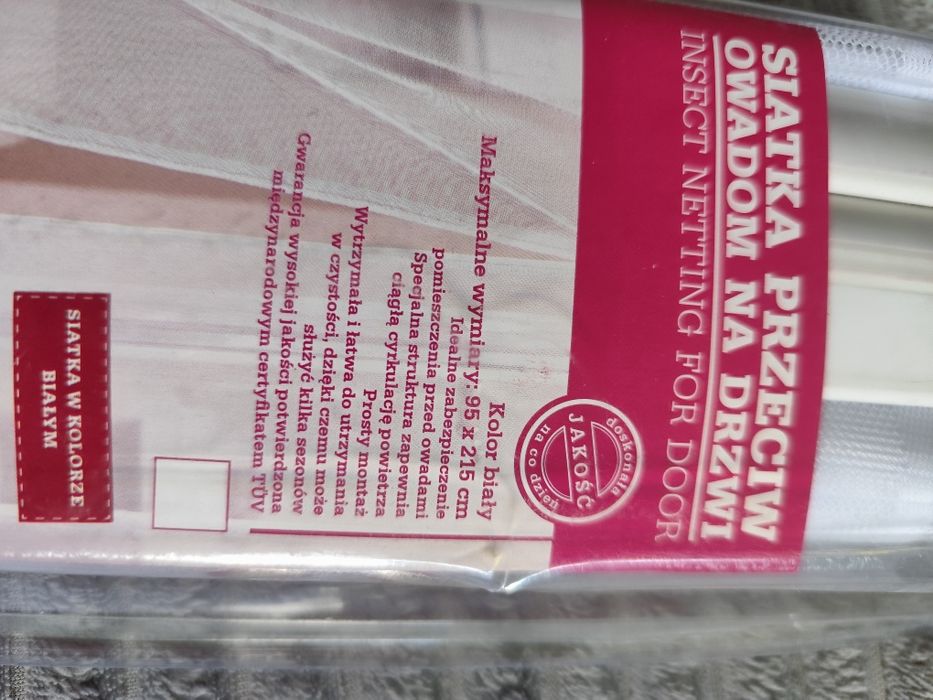 SIATKA PRZECIW
OWADOM NA DRZWI
INSECT NETTING FOR DOOR
doskonała
JAKOŚĆ
na co dzień
Kolor biały
Maksymalne wymiary: 95 x 215 cm
Idealne zabezpieczenie
pomieszczenia przed owadami
Specjalna struktura zapewnia
ciągłą cyrkulację powietrza
Prosty montaż
Wytrzymała i łatwa do utrzymania
w czystości, dzięki czemu może
służyć kilka sezonów
Gwarancja wysokiej jakości potwierdzona
międzynarodowym certyfikatem TÜV
SIATKA W KOLORZE
BIAŁYM